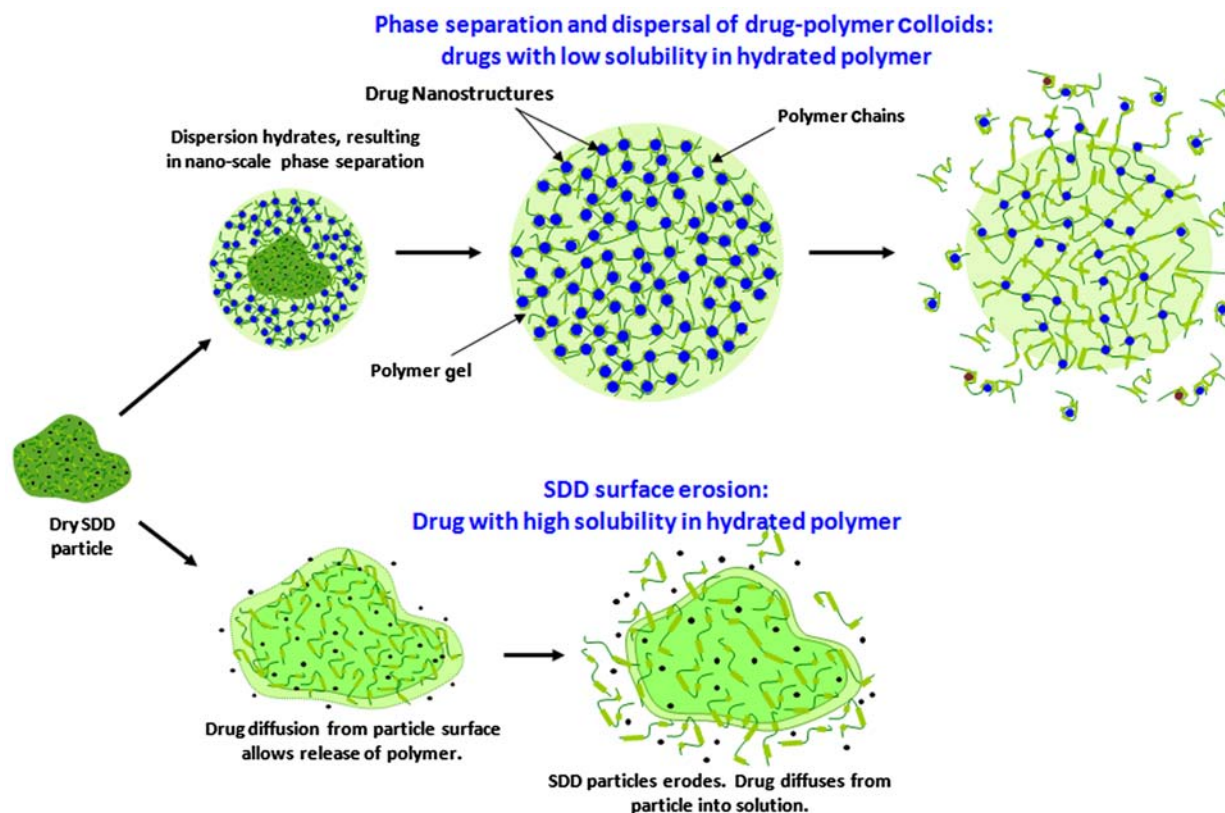 Phase separation and dispersal of drug-polymer colloids:
drugs with low solubility in hydrated polymer
Drug Nanostructures
Polymer chains
Dispersion hydrates, resulting
in nano-scale phase separation
Polymer gel
Dry SDD
particle
SDD surface erosion:
Drug with high solubility in hydrated polymer
Drug diffusion from particle surface
allows release of polymer.
SDD particles erodes. Drug diffuses from
particle into solution.